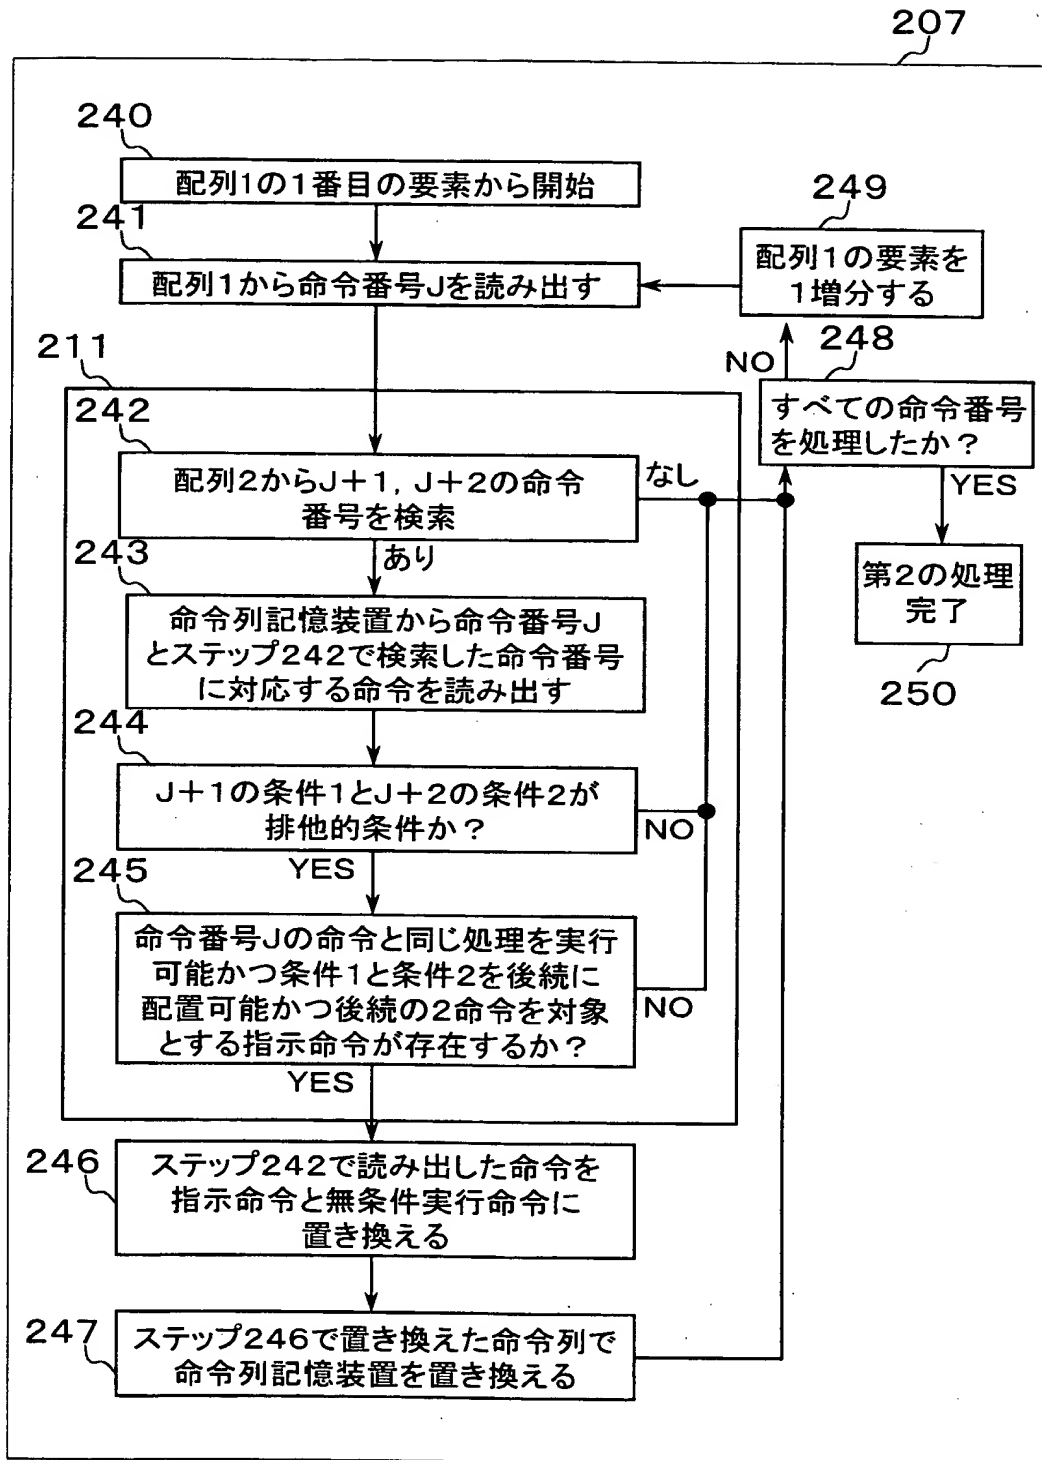 207
240
配列1の1番目の要素から開始
241
配列1から命令番号Jを読み出す
249
配列1の要素を
1増分する
211
248
NO
すべての命令番号
を処理したか?
YES
242
配列2からJ+1, J+2の命令
番号を検索
なし
あり
第2の処理
完了
250
243
命令列記憶装置から命令番号J
とステップ242で検索した命令番号
に対応する命令を読み出す
244
J+1の条件1とJ+2の条件2が
排他的条件か?
NO
YES
245
命令番号Jの命令と同じ処理を実行
可能かつ条件1と条件2を後続に
配置可能かつ後続の2命令を対象
とする指示命令が存在するか?
NO
YES
246
ステップ242で読み出した命令を
指示命令と無条件実行命令に
置き換える
247
ステップ246で置き換えた命令列で
命令列記憶装置を置き換える